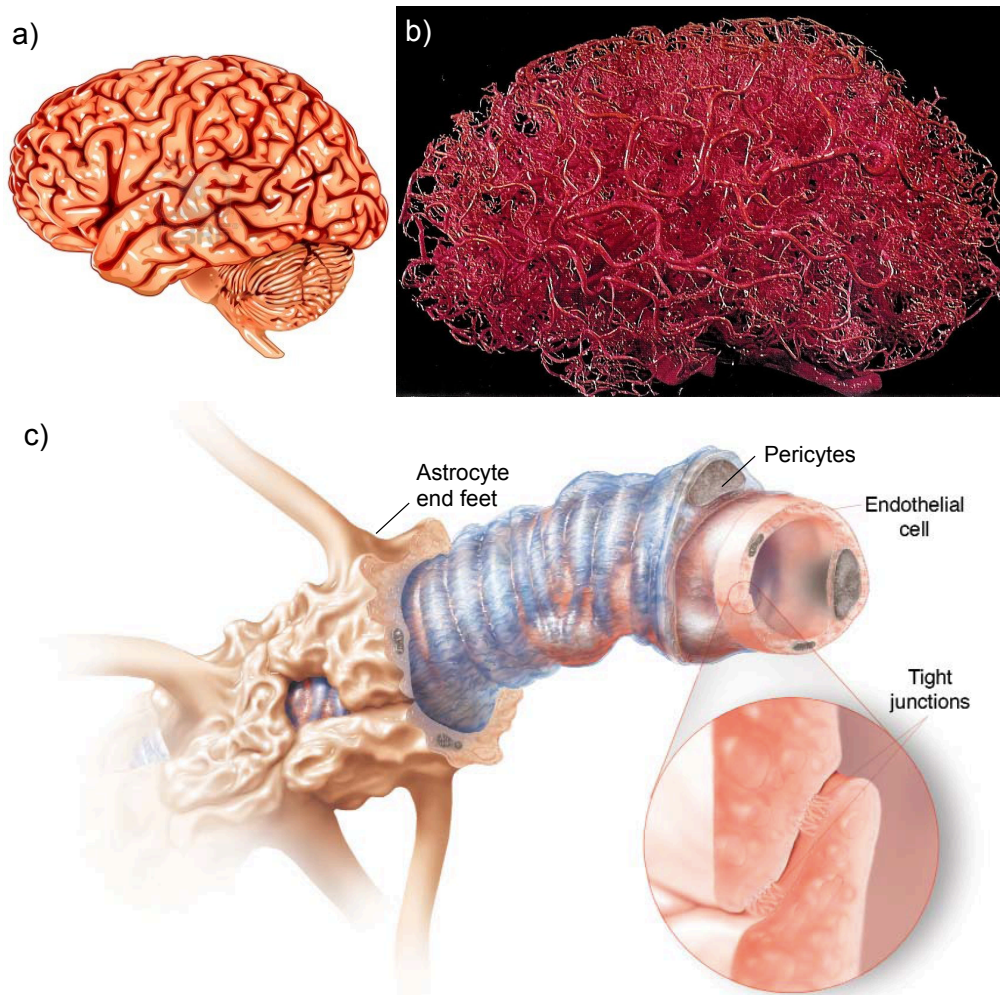 a)
b)
c)
Astrocyte
end feet
Pericytes
Endothelial
cell
Tight
junctions